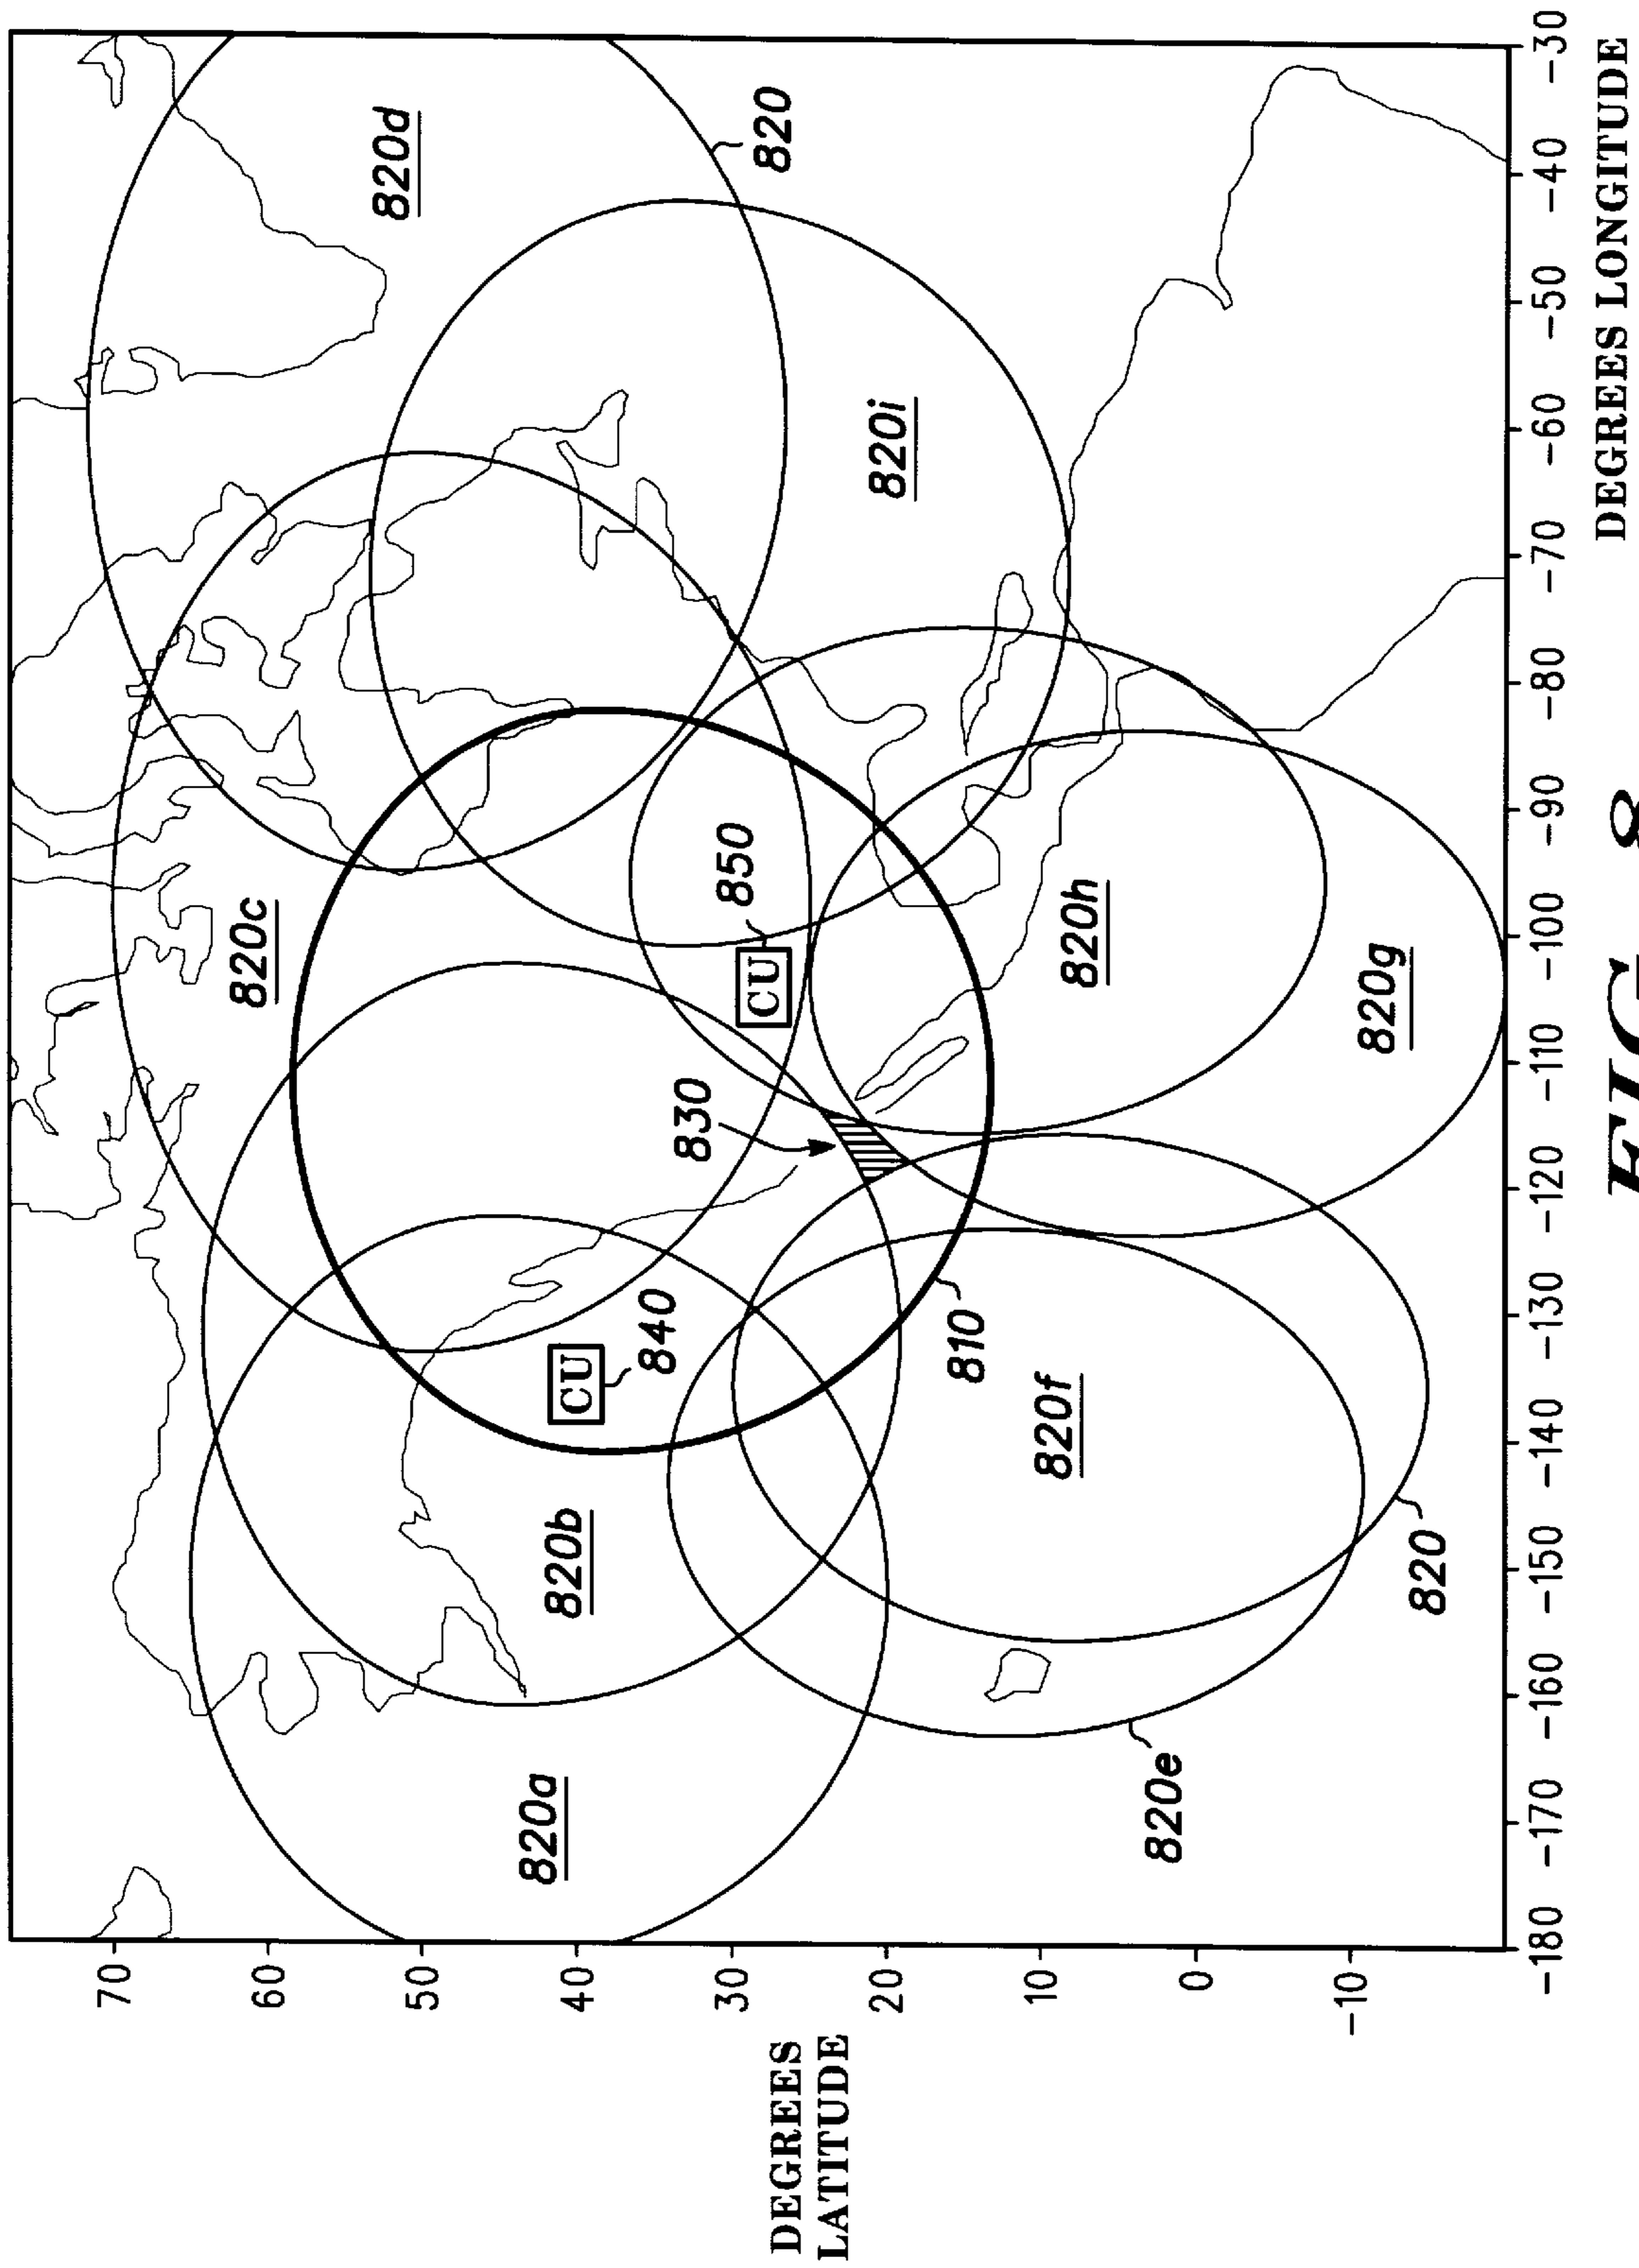 DEGREES
LATITUDE
70
60
50
40
30
20
10
0
-10
-180
-170
-160
-150
-140
-130
-120
-110
-100
-90
-80
-70
-60
-50
-40
-30
DEGREES LONGITUDE
820a
820b
820c
820d
820
820i
820h
820g
820f
820e
820
810
830
CU
840
CU
850
FIG. 8